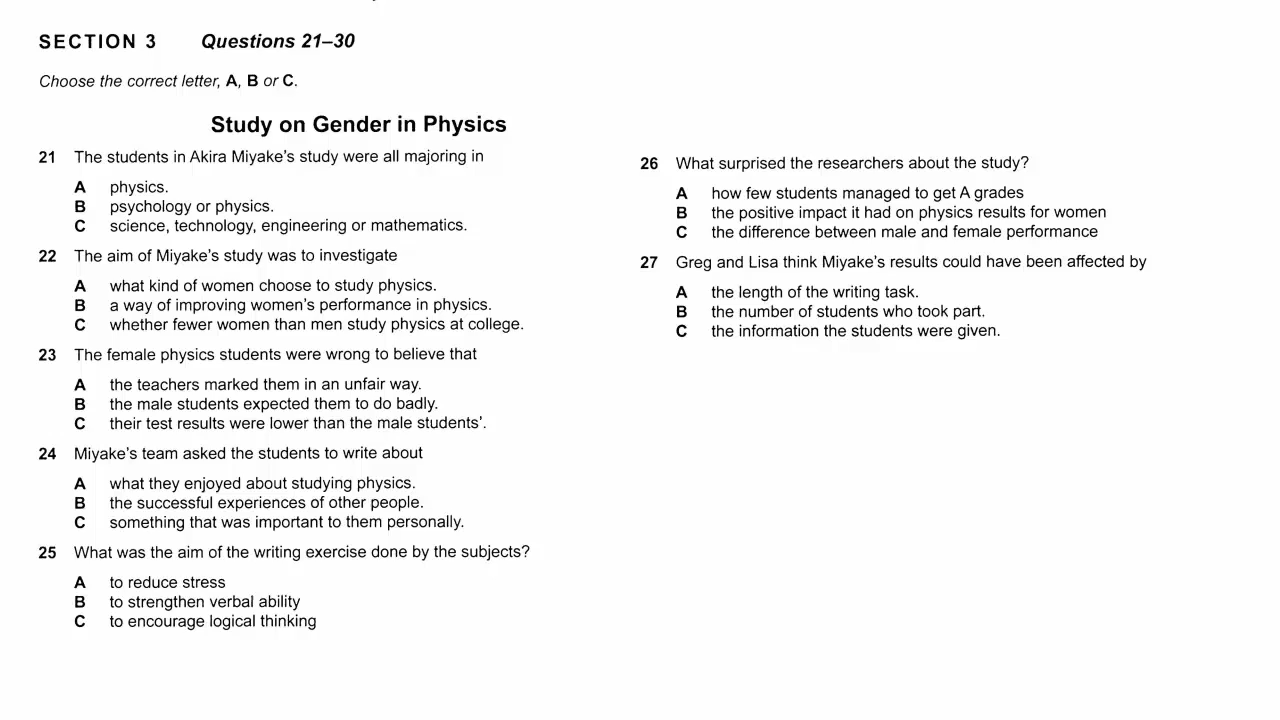 SECTION 3 Questions 21–30
Choose the correct letter, A, B or C.
Study on Gender in Physics
21 The students in Akira Miyake's study were all majoring in
A physics.
B psychology or physics.
C science, technology, engineering or mathematics.
22 The aim of Miyake's study was to investigate
A what kind of women choose to study physics.
B a way of improving women's performance in physics.
C whether fewer women than men study physics at college.
23 The female physics students were wrong to believe that
A the teachers marked them in an unfair way.
B the male students expected them to do badly.
C their test results were lower than the male students'.
24 Miyake's team asked the students to write about
A what they enjoyed about studying physics.
B the successful experiences of other people.
C something that was important to them personally.
25 What was the aim of the writing exercise done by the subjects?
A to reduce stress
B to strengthen verbal ability
C to encourage logical thinking
26 What surprised the researchers about the study?
A how few students managed to get A grades
B the positive impact it had on physics results for women
C the difference between male and female performance
27 Greg and Lisa think Miyake's results could have been affected by
A the length of the writing task.
B the number of students who took part.
C the information the students were given.